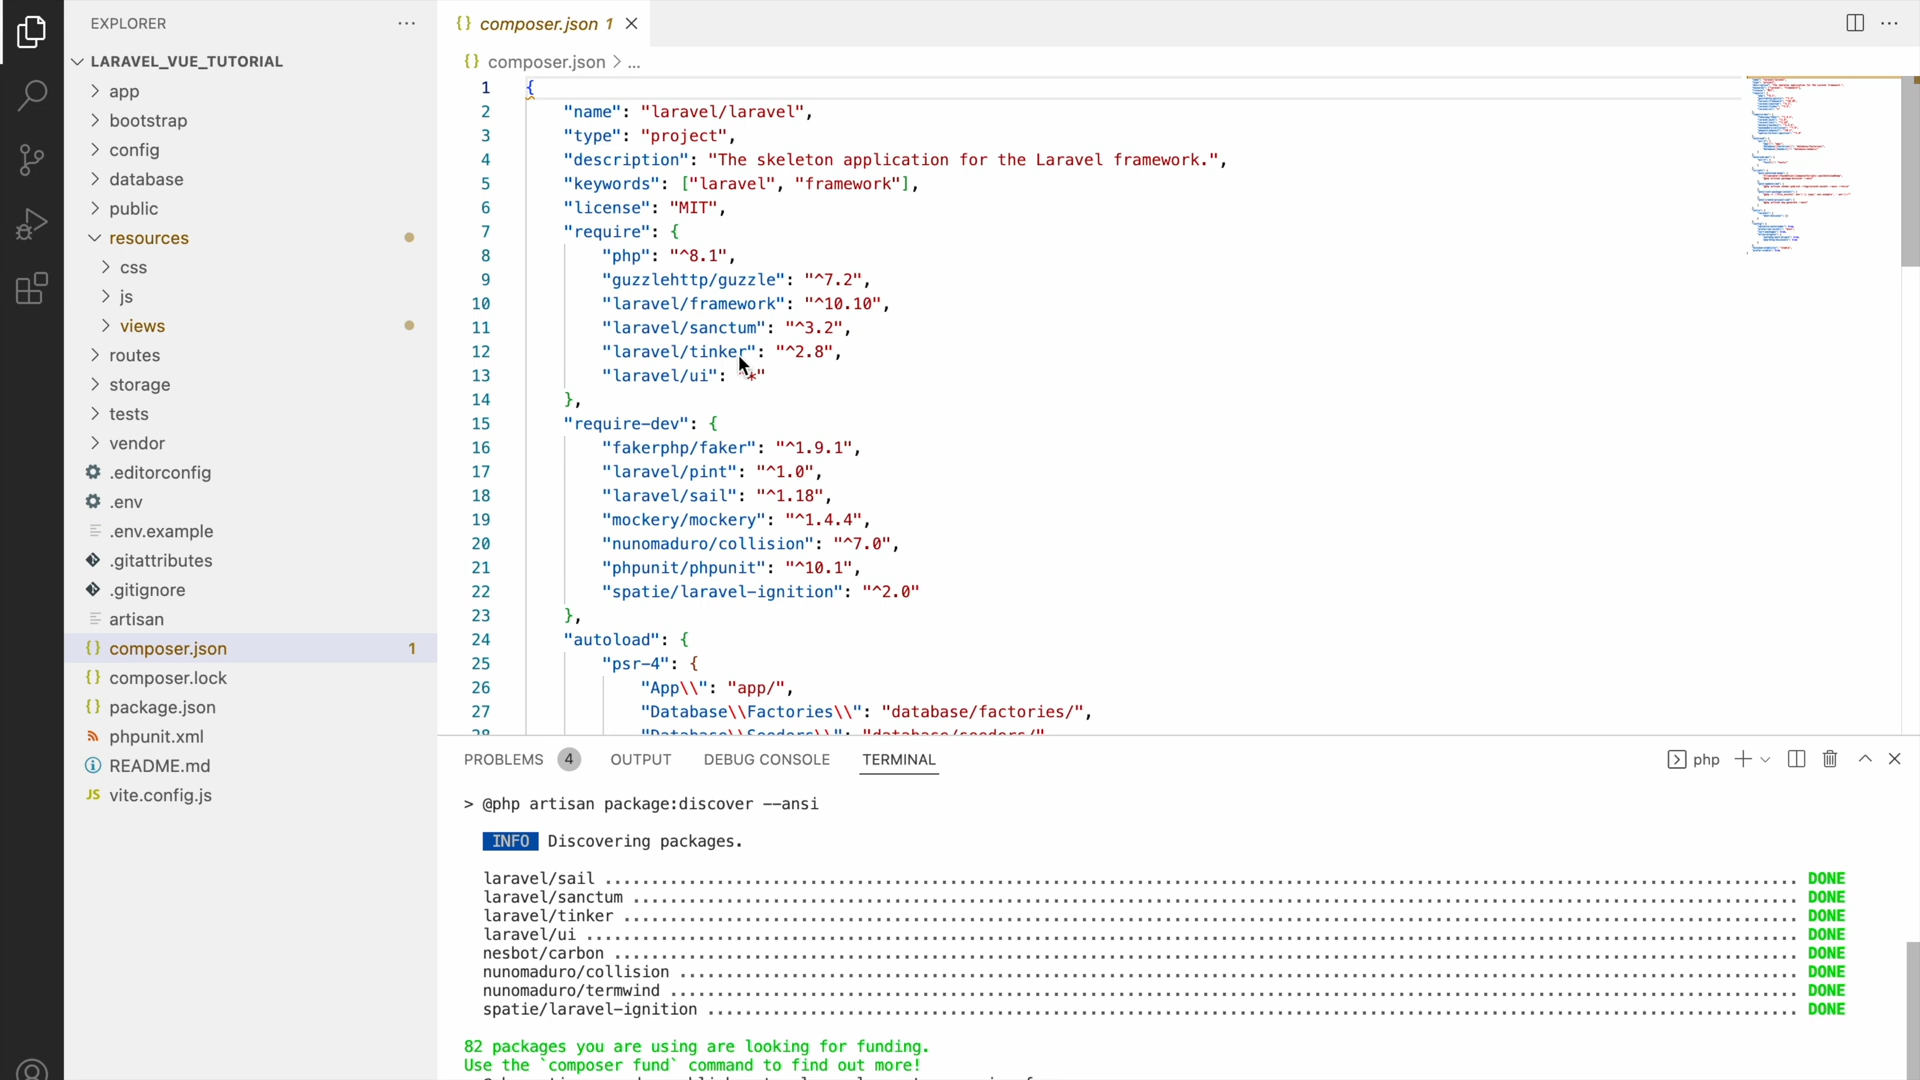 EXPLORER
LARAVEL_VUE_TUTORIAL
app
bootstrap
config
database
public
resources
css
js
views
routes
storage
tests
vendor
.editorconfig
.env
.env.example
.gitattributes
.gitignore
artisan
composer.json 1
composer.lock
package.json
phpunit.xml
README.md
JS vite.config.js
{} composer.json 1
{} composer.json > ...
1 {
2 "name": "laravel/laravel",
3 "type": "project",
4 "description": "The skeleton application for the Laravel framework.",
5 "keywords": ["laravel", "framework"],
6 "license": "MIT",
7 "require": {
8 "php": "^8.1",
9 "guzzlehttp/guzzle": "^7.2",
10 "laravel/framework": "^10.10",
11 "laravel/sanctum": "^3.2",
12 "laravel/tinker": "^2.8",
13 "laravel/ui": "*"
14 },
15 "require-dev": {
16 "fakerphp/faker": "^1.9.1",
17 "laravel/pint": "^1.0",
18 "laravel/sail": "^1.18",
19 "mockery/mockery": "^1.4.4",
20 "nunomaduro/collision": "^7.0",
21 "phpunit/phpunit": "^10.1",
22 "spatie/laravel-ignition": "^2.0"
23 },
24 "autoload": {
25 "psr-4": {
26 "App\\": "app/",
27 "Database\\Factories\\": "database/factories/",
28 "Database\\Seeders\\": "database/seeders/"
PROBLEMS 4 OUTPUT DEBUG CONSOLE TERMINAL php
> @php artisan package:discover --ansi
INFO Discovering packages.
laravel/sail ........ DONE
laravel/sanctum ........ DONE
laravel/tinker ........ DONE
laravel/ui ........ DONE
nesbot/carbon ........ DONE
nunomaduro/collision ........ DONE
nunomaduro/termwind ........ DONE
spatie/laravel-ignition ........ DONE
82 packages you are using are looking for funding.
Use the `composer fund` command to find out more!